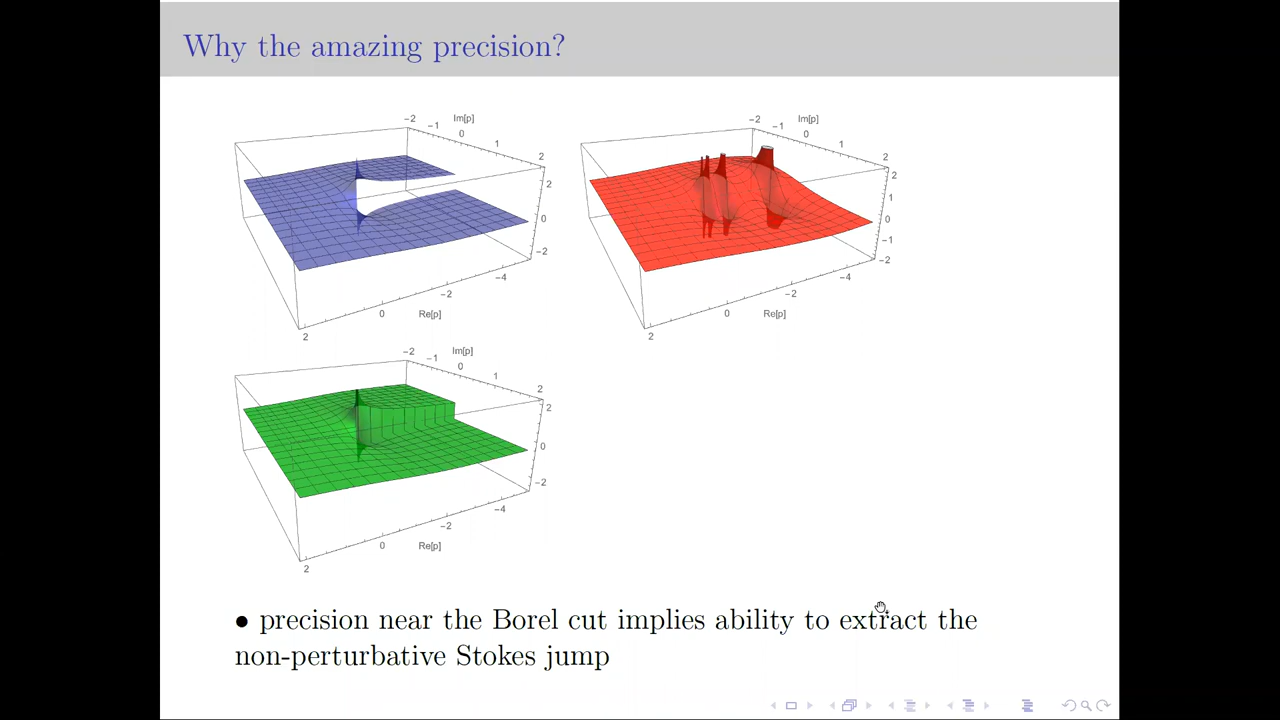 Why the amazing precision?
−2 −1 Im[p] 0 1 2
2 0 −2
2 0 −2 −4
Re[p]
−2 −1 Im[p] 0 1 2
2 1 0 −1 −2
2 0 −2 −4
Re[p]
−2 −1 Im[p] 0 1 2
2 0 −2
2 0 −2 −4
Re[p]
• precision near the Borel cut implies ability to extract the
non-perturbative Stokes jump